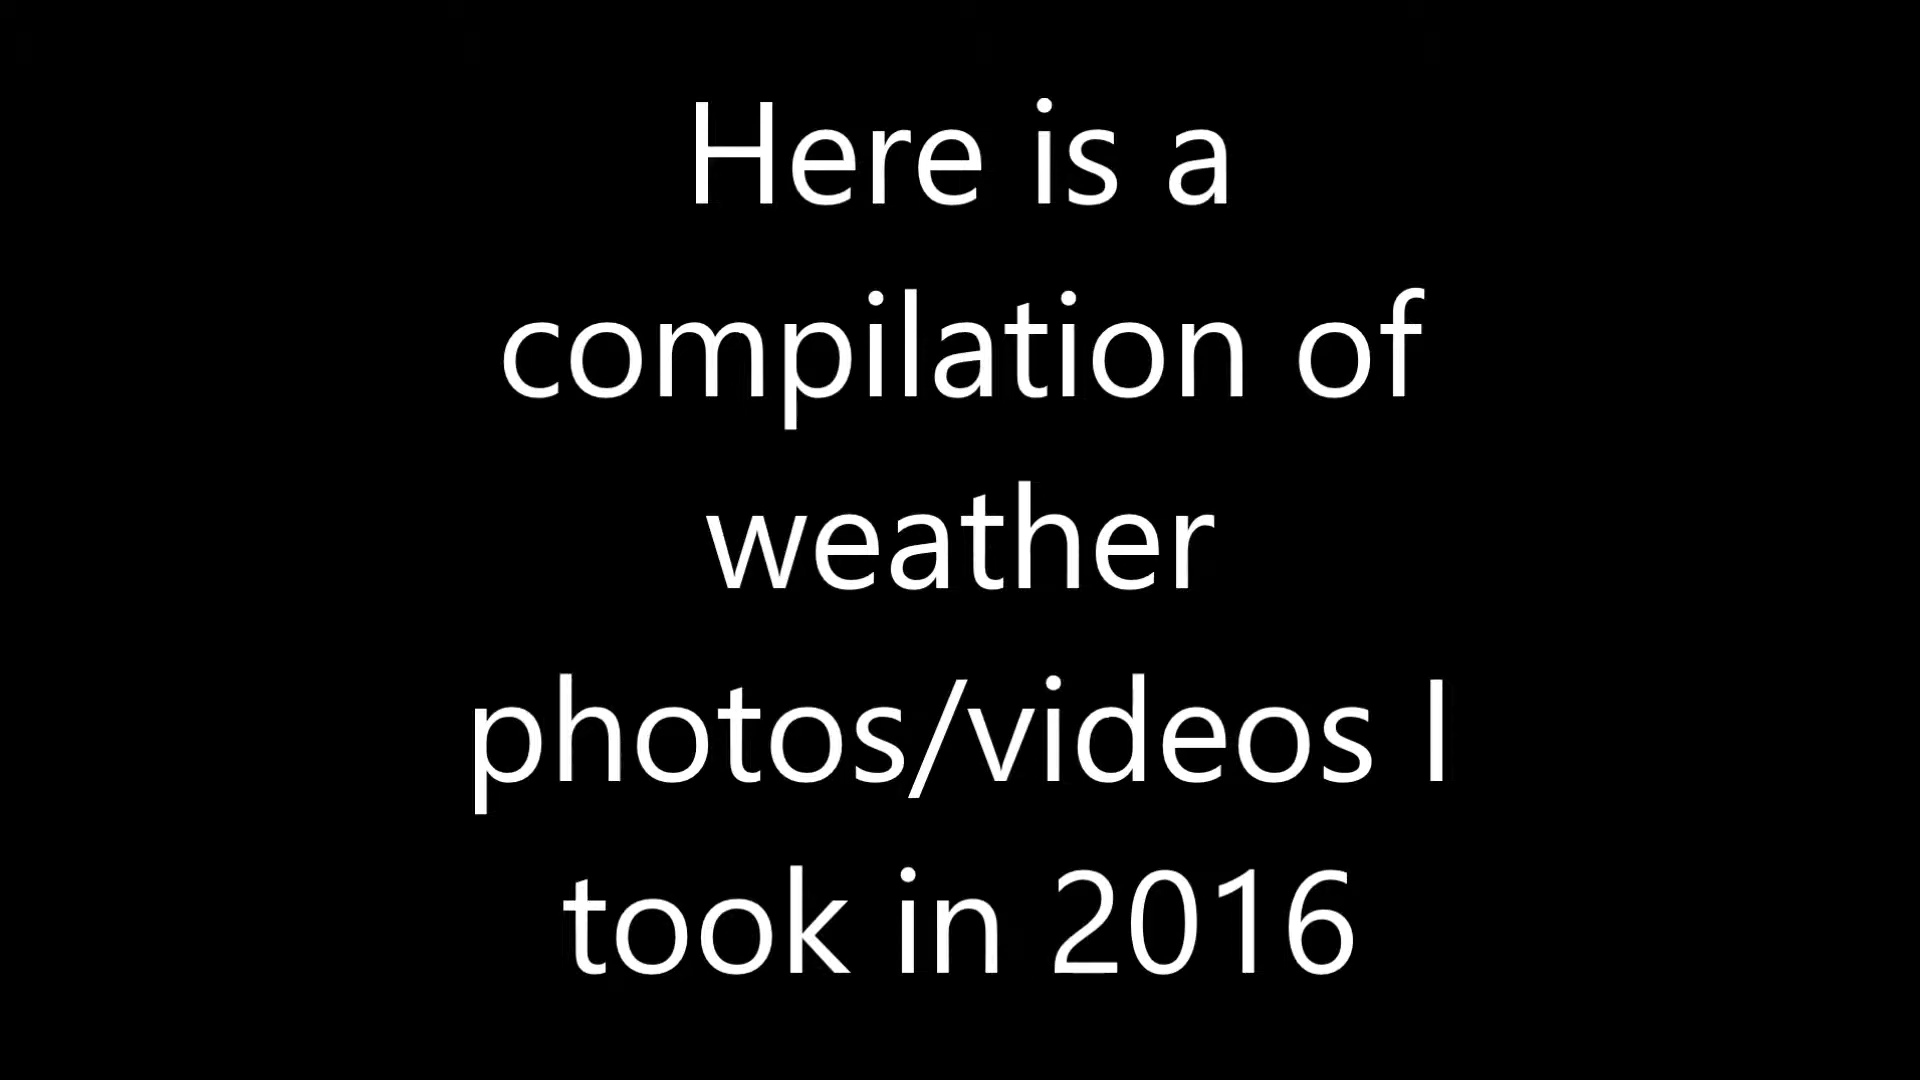 Here is a
compilation of
weather
photos/videos I
took in 2016